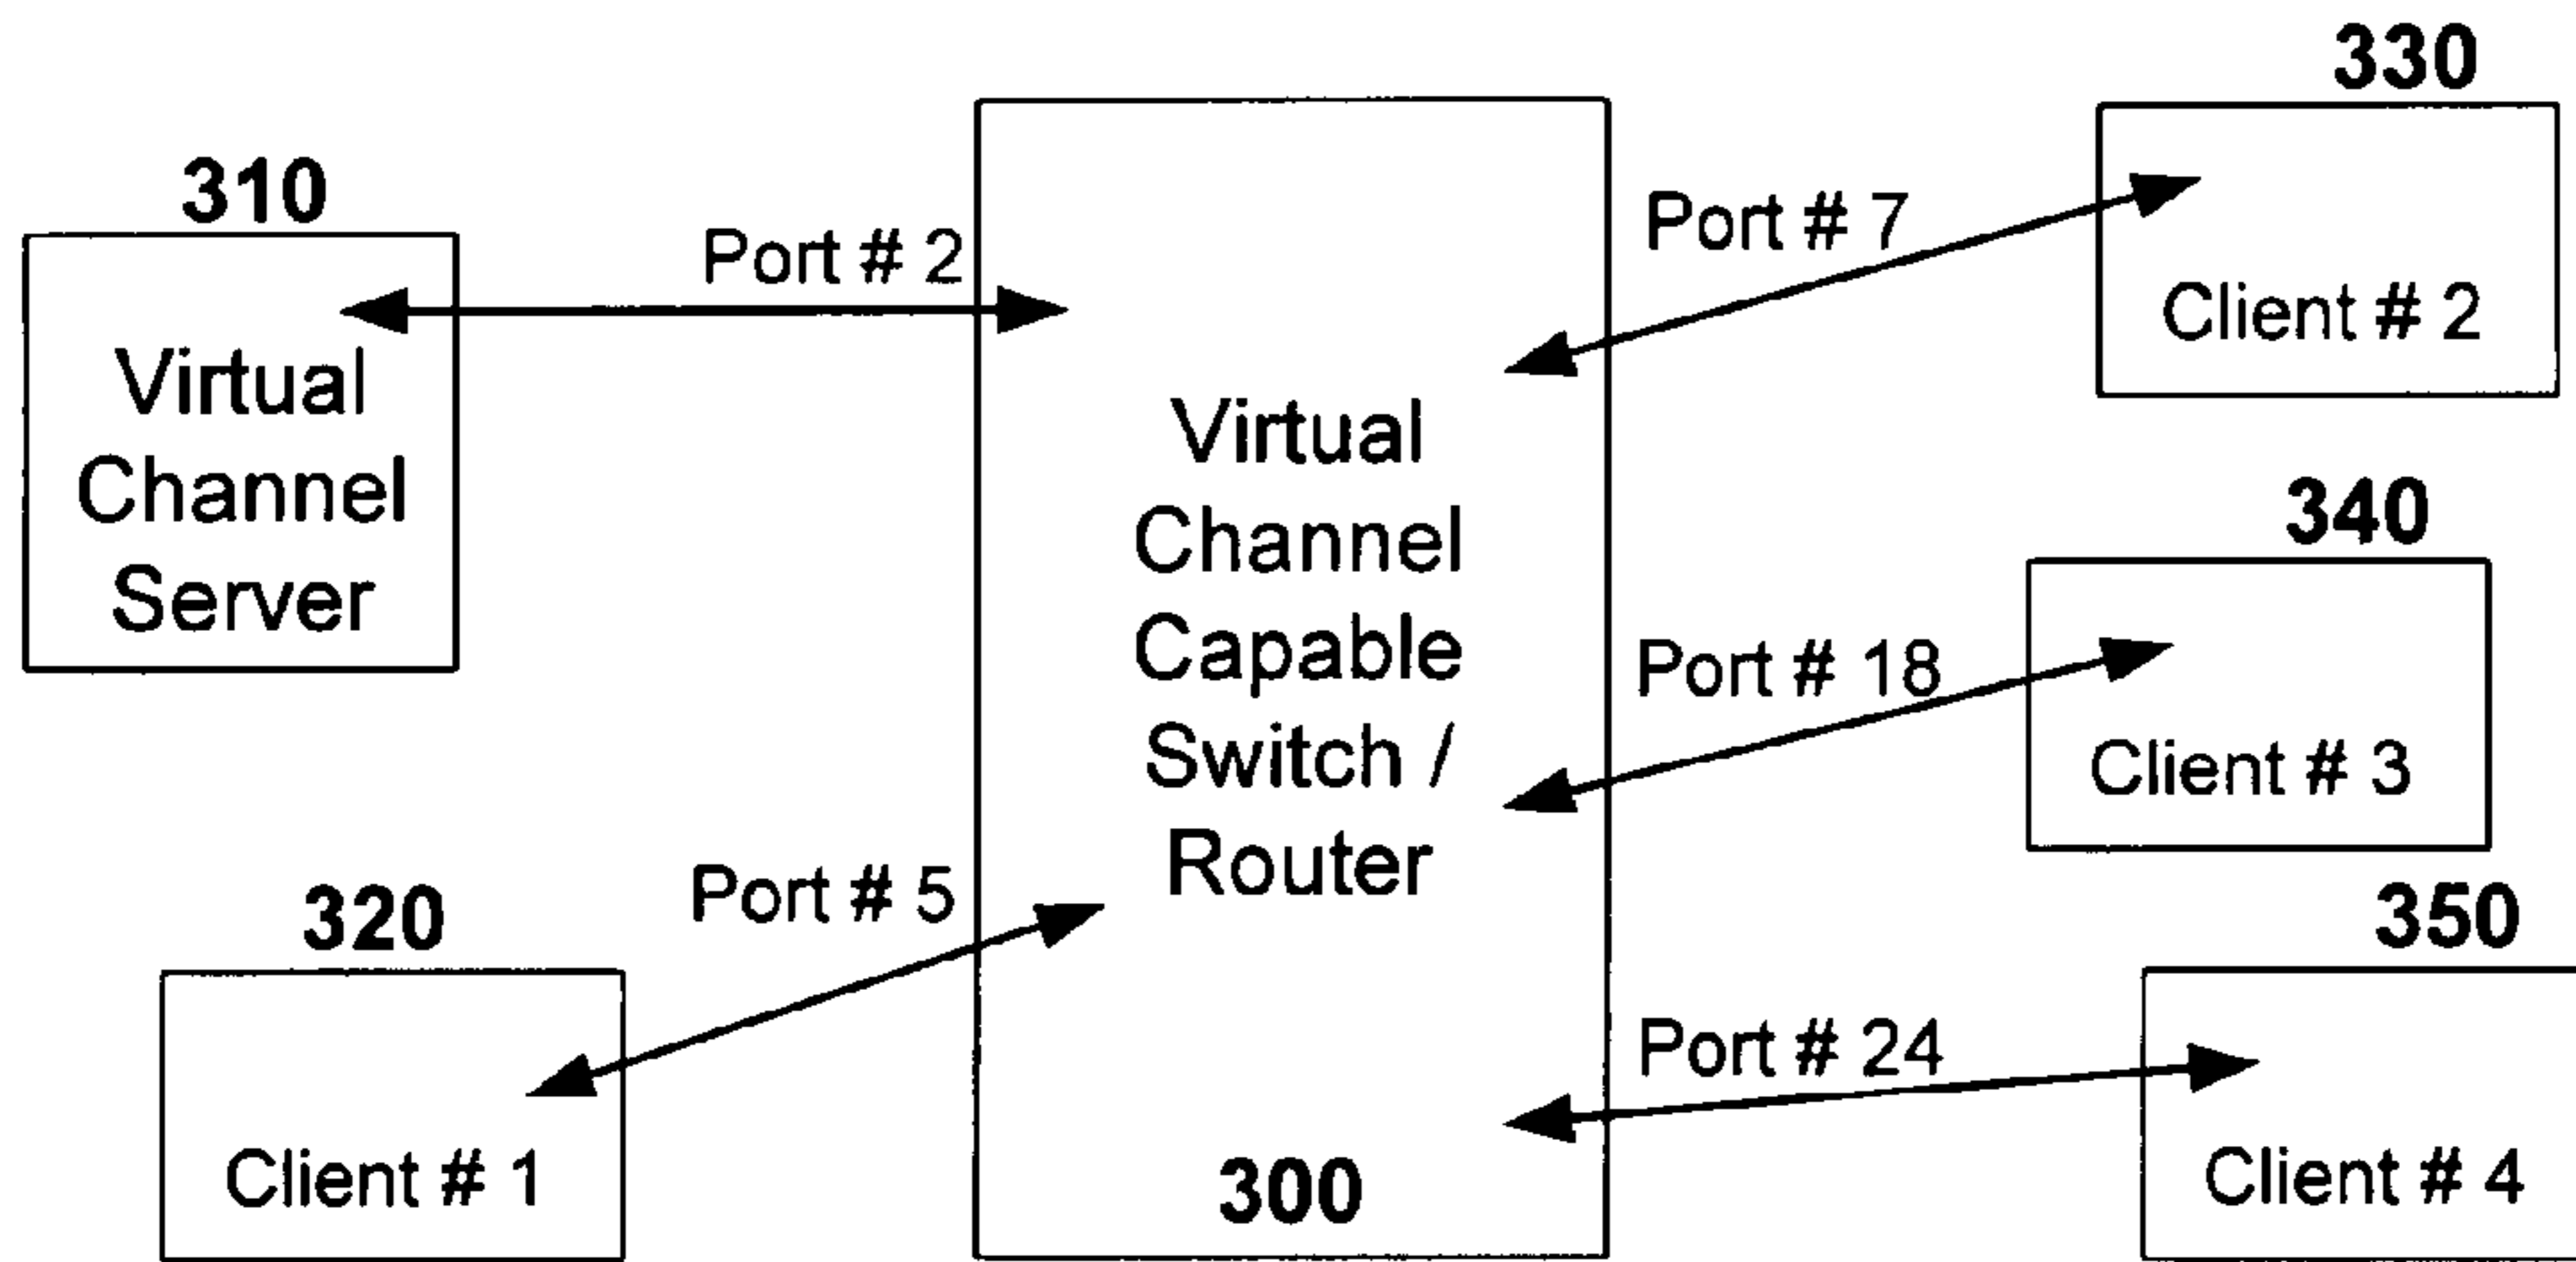 310
Virtual
Channel
Server
Port # 2
320
Client # 1
Port # 5
Virtual
Channel
Capable
Switch /
Router
300
Port # 7
330
Client # 2
Port # 18
340
Client # 3
Port # 24
350
Client # 4